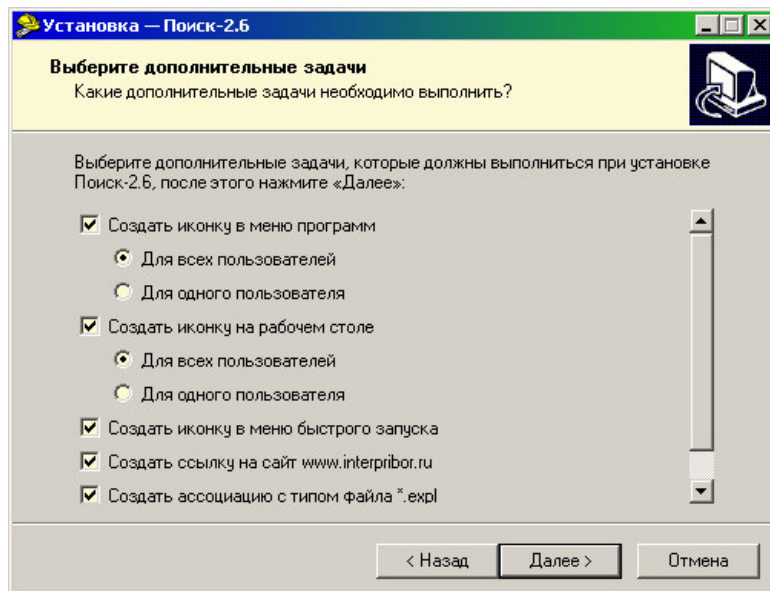 Установка — Поиск-2.6
Выберите дополнительные задачи
Какие дополнительные задачи необходимо выполнить?
Выберите дополнительные задачи, которые должны выполниться при установке
Поиск-2.6, после этого нажмите «Далее»:
Создать иконку в меню программ
Для всех пользователей
Для одного пользователя
Создать иконку на рабочем столе
Для всех пользователей
Для одного пользователя
Создать иконку в меню быстрого запуска
Создать ссылку на сайт www.interpribor.ru
Создать ассоциацию с типом файла *.expl
< Назад Далее > Отмена